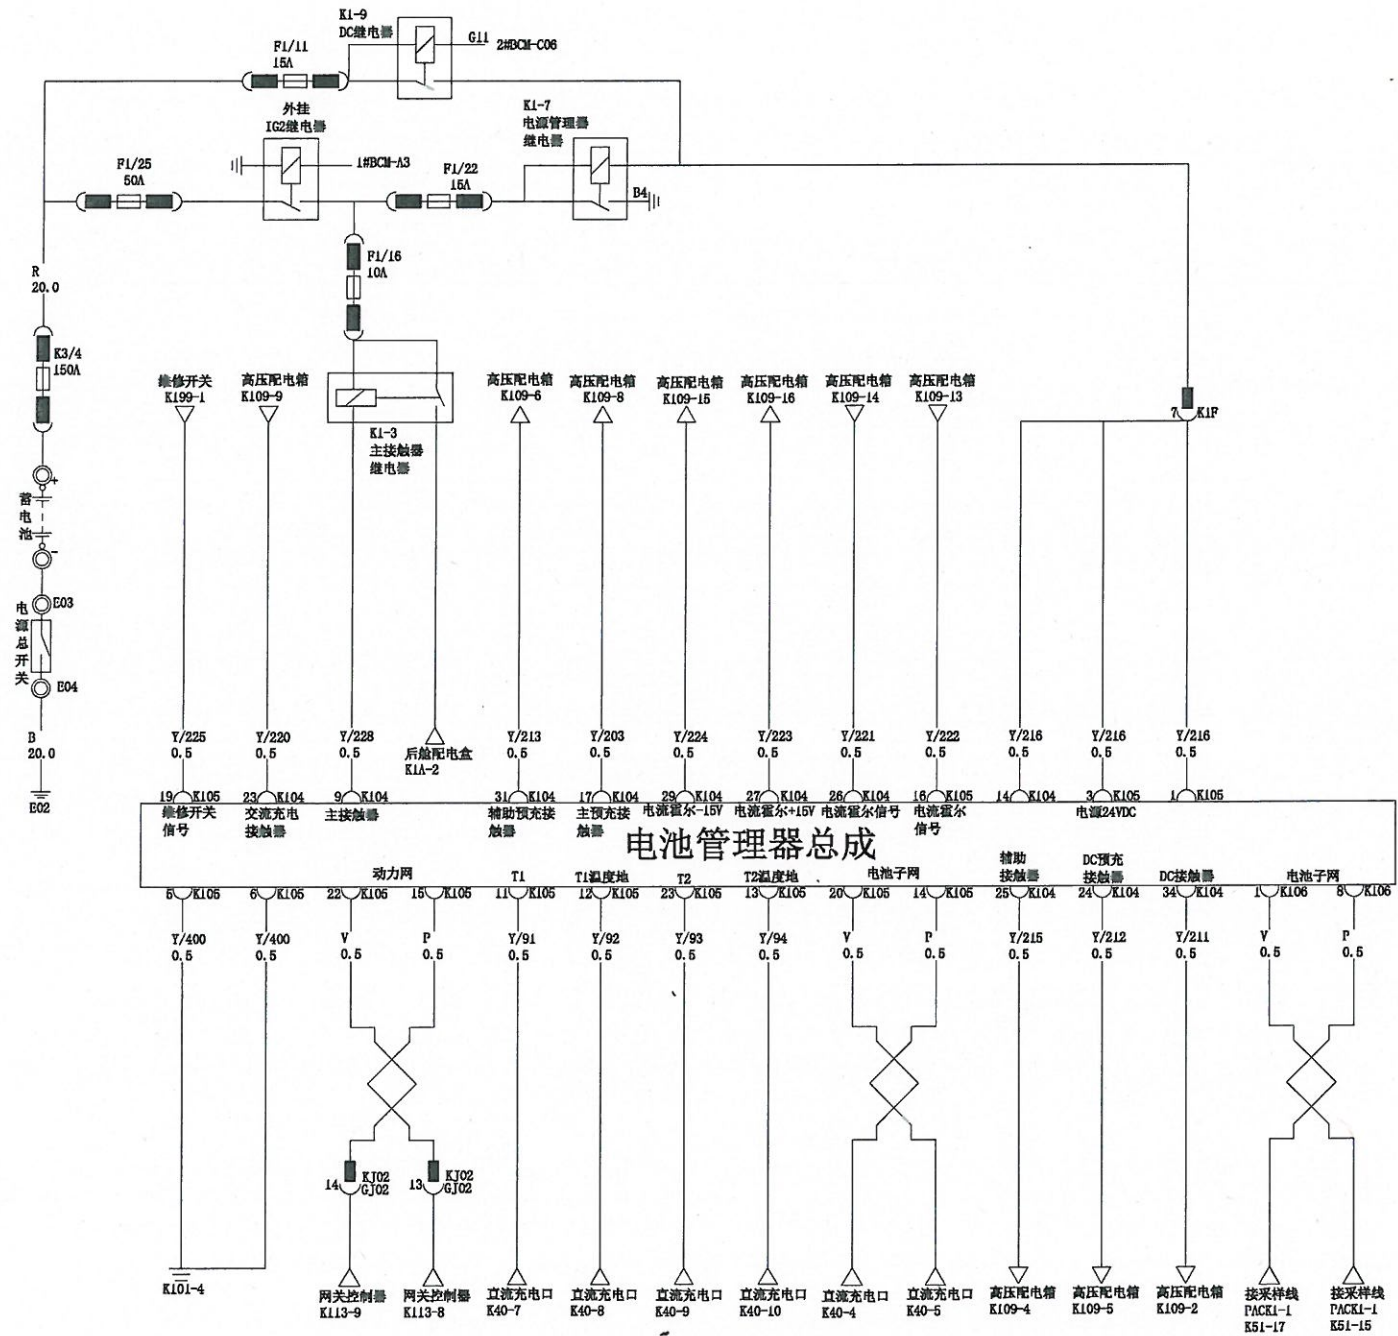 K1-9
DC继电器
G11
2#BCM-C06
F1/11
15A
外挂
IG2继电器
1#BCM-A3
K1-7
电源管理器
继电器
B4
F1/25
50A
F1/22
15A
F1/16
10A
R
20.0
K3/4
150A
+
蓄电池
-
E03
电源总开关
E04
B
20.0
E02
维修开关
K199-1
高压配电箱
K109-9
K1-3
主接触器
继电器
高压配电箱
K109-6
高压配电箱
K109-8
高压配电箱
K109-15
高压配电箱
K109-16
高压配电箱
K109-14
高压配电箱
K109-13
7 K1F
后舱配电盒
K1A-2
Y/225
0.5
Y/220
0.5
Y/228
0.5
Y/213
0.5
Y/203
0.5
Y/224
0.5
Y/223
0.5
Y/221
0.5
Y/222
0.5
Y/216
0.5
Y/216
0.5
Y/216
0.5
19 K105
23 K104
9 K104
31 K104
17 K104
29 K104
27 K104
26 K104
16 K105
14 K104
3 K105
1 K105
维修开关
信号
交流充电
接触器
主接触器
辅助预充接
触器
主预充接
触器
电流霍尔-15V
电流霍尔+15V
电流霍尔信号
电流霍尔
信号
电源24VDC
电池管理器总成
动力网
T1
T1温度地
T2
T2温度地
电池子网
辅助
接触器
DC预充
接触器
DC接触器
电池子网
5 K105
6 K105
22 K105
15 K105
11 K105
12 K105
23 K105
13 K105
20 K105
14 K105
25 K104
24 K104
34 K104
1 K106
8 K106
Y/400
0.5
Y/400
0.5
V
0.5
P
0.5
Y/91
0.5
Y/92
0.5
Y/93
0.5
Y/94
0.5
V
0.5
P
0.5
Y/215
0.5
Y/212
0.5
Y/211
0.5
V
0.5
P
0.5
14 KJ02
GJ02
13 KJ02
GJ02
K101-4
网关控制器
K113-9
网关控制器
K113-8
直流充电口
K40-7
直流充电口
K40-8
直流充电口
K40-9
直流充电口
K40-10
直流充电口
K40-4
直流充电口
K40-5
高压配电箱
K109-4
高压配电箱
K109-5
高压配电箱
K109-2
接采样线
PACK1-1
K51-17
接采样线
PACK1-1
K51-15